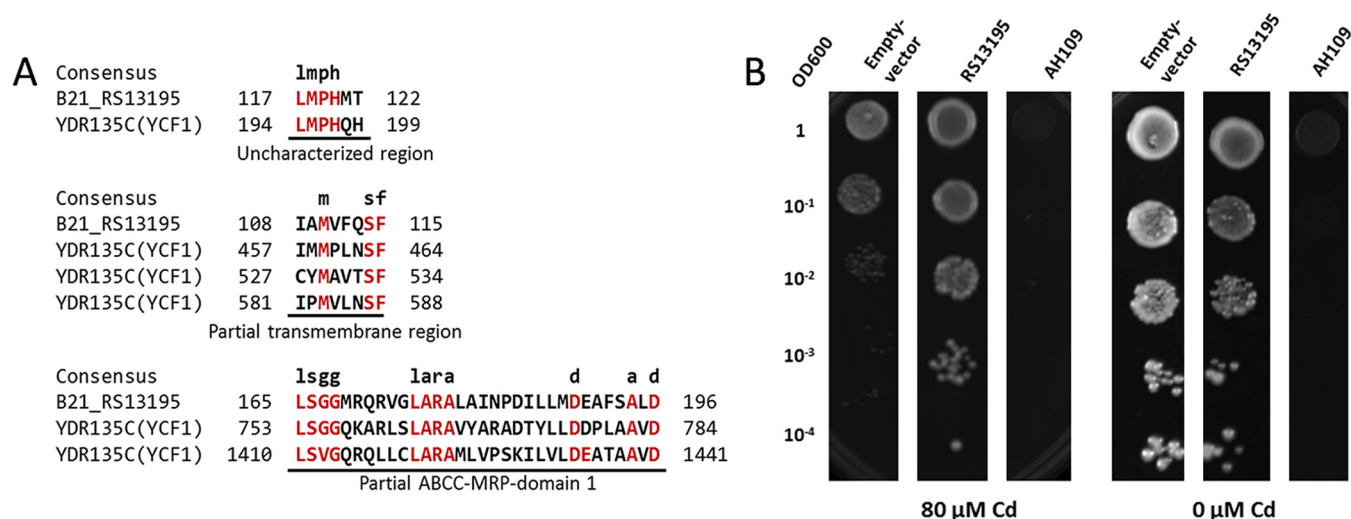 A
Consensus lmph
B21_RS13195 117 LMPHMT 122
YDR135C(YCF1) 194 LMPHQH 199
Uncharacterized region
Consensus m sf
B21_RS13195 108 IAMVFQSF 115
YDR135C(YCF1) 457 IMMPLNSF 464
YDR135C(YCF1) 527 CYMAVTSF 534
YDR135C(YCF1) 581 IPMVLNSF 588
Partial transmembrane region
Consensus lsgg lara d a d
B21_RS13195 165 LSGGMRQRVGLARALAINPDILLMDEAFSALD 196
YDR135C(YCF1) 753 LSGGQKARLSLARAVYARADTYLLDDPLAAVD 784
YDR135C(YCF1) 1410 LSVGQRQLLCLARAMLVPSKILVLDEATAAVD 1441
Partial ABCC-MRP-domain 1
B
OD600
Empty-
vector
RS13195
AH109
Empty-
vector
RS13195
AH109
1
10⁻¹
10⁻²
10⁻³
10⁻⁴
80 µM Cd
0 µM Cd